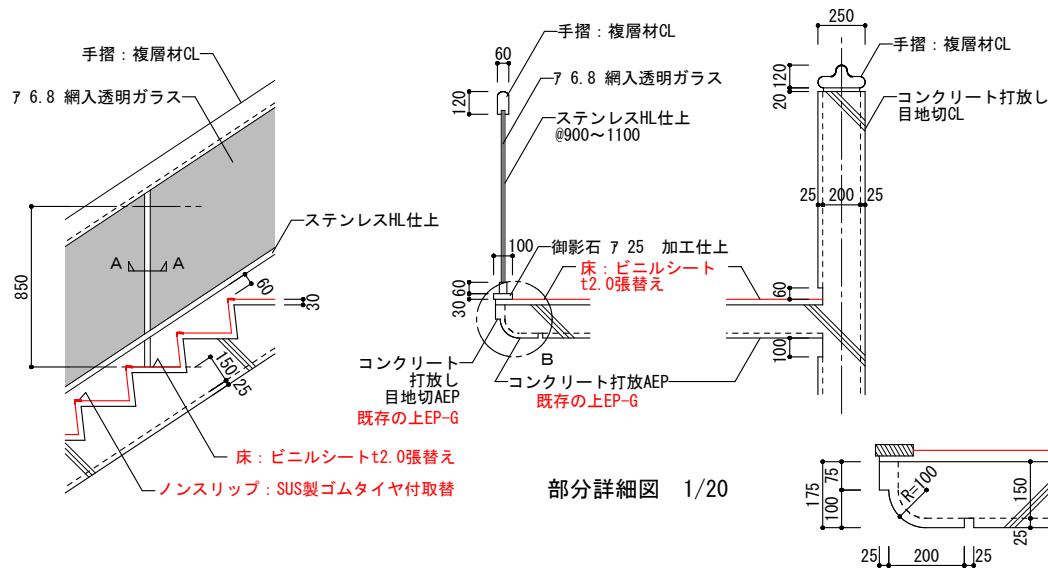 手摺：複層材CL
ア 6.8 網入透明ガラス
850
A
A
ステンレスHL仕上
60
30
150
25
床：ビニルシートt2.0張替え
ノンスリップ：SUS製ゴムタイヤ付取替
60
120
手摺：複層材CL
ア 6.8 網入透明ガラス
ステンレスHL仕上
@900～1100
100
御影石 ア 25 加工仕上
床：ビニルシート
t2.0張替え
60
30
コンクリート
打放し
目地切AEP
既存の上EP-G
B
コンクリート打放AEP
既存の上EP-G
250
120
20
手摺：複層材CL
コンクリート打放し
目地切CL
25
200
25
60
100
部分詳細図 1/20
175
75
100
R=100
150
25
25
200
25